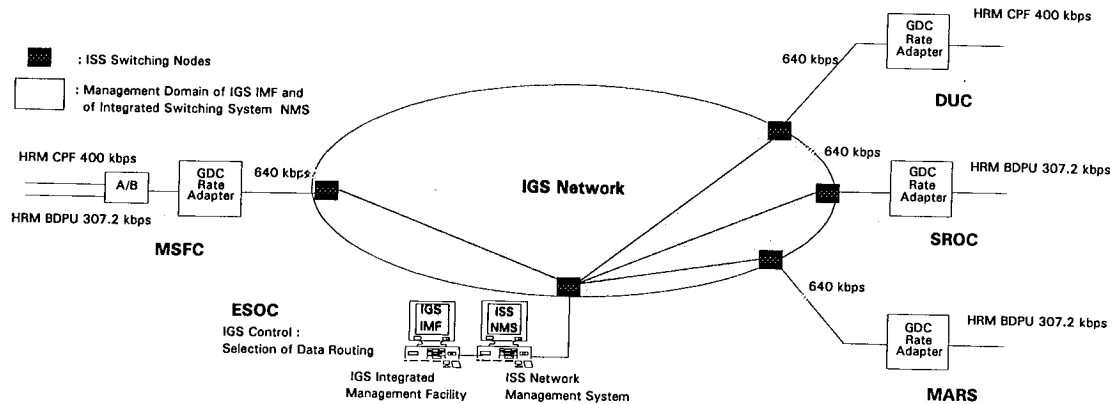 : ISS Switching Nodes
: Management Domain of IGS IMF and
of Integrated Switching System NMS
HRM CPF 400 kbps
A/B
HRM BDPU 307.2 kbps
GDC
Rate
Adapter
640 kbps
MSFC
IGS Network
640 kbps
GDC
Rate
Adapter
HRM CPF 400 kbps
DUC
640 kbps
GDC
Rate
Adapter
HRM BDPU 307.2 kbps
SROC
640 kbps
GDC
Rate
Adapter
HRM BDPU 307.2 kbps
MARS
ESOC
IGS Control :
Selection of Data Routing
IGS
IMF
ISS
NMS
IGS Integrated
Management Facility
ISS Network
Management System